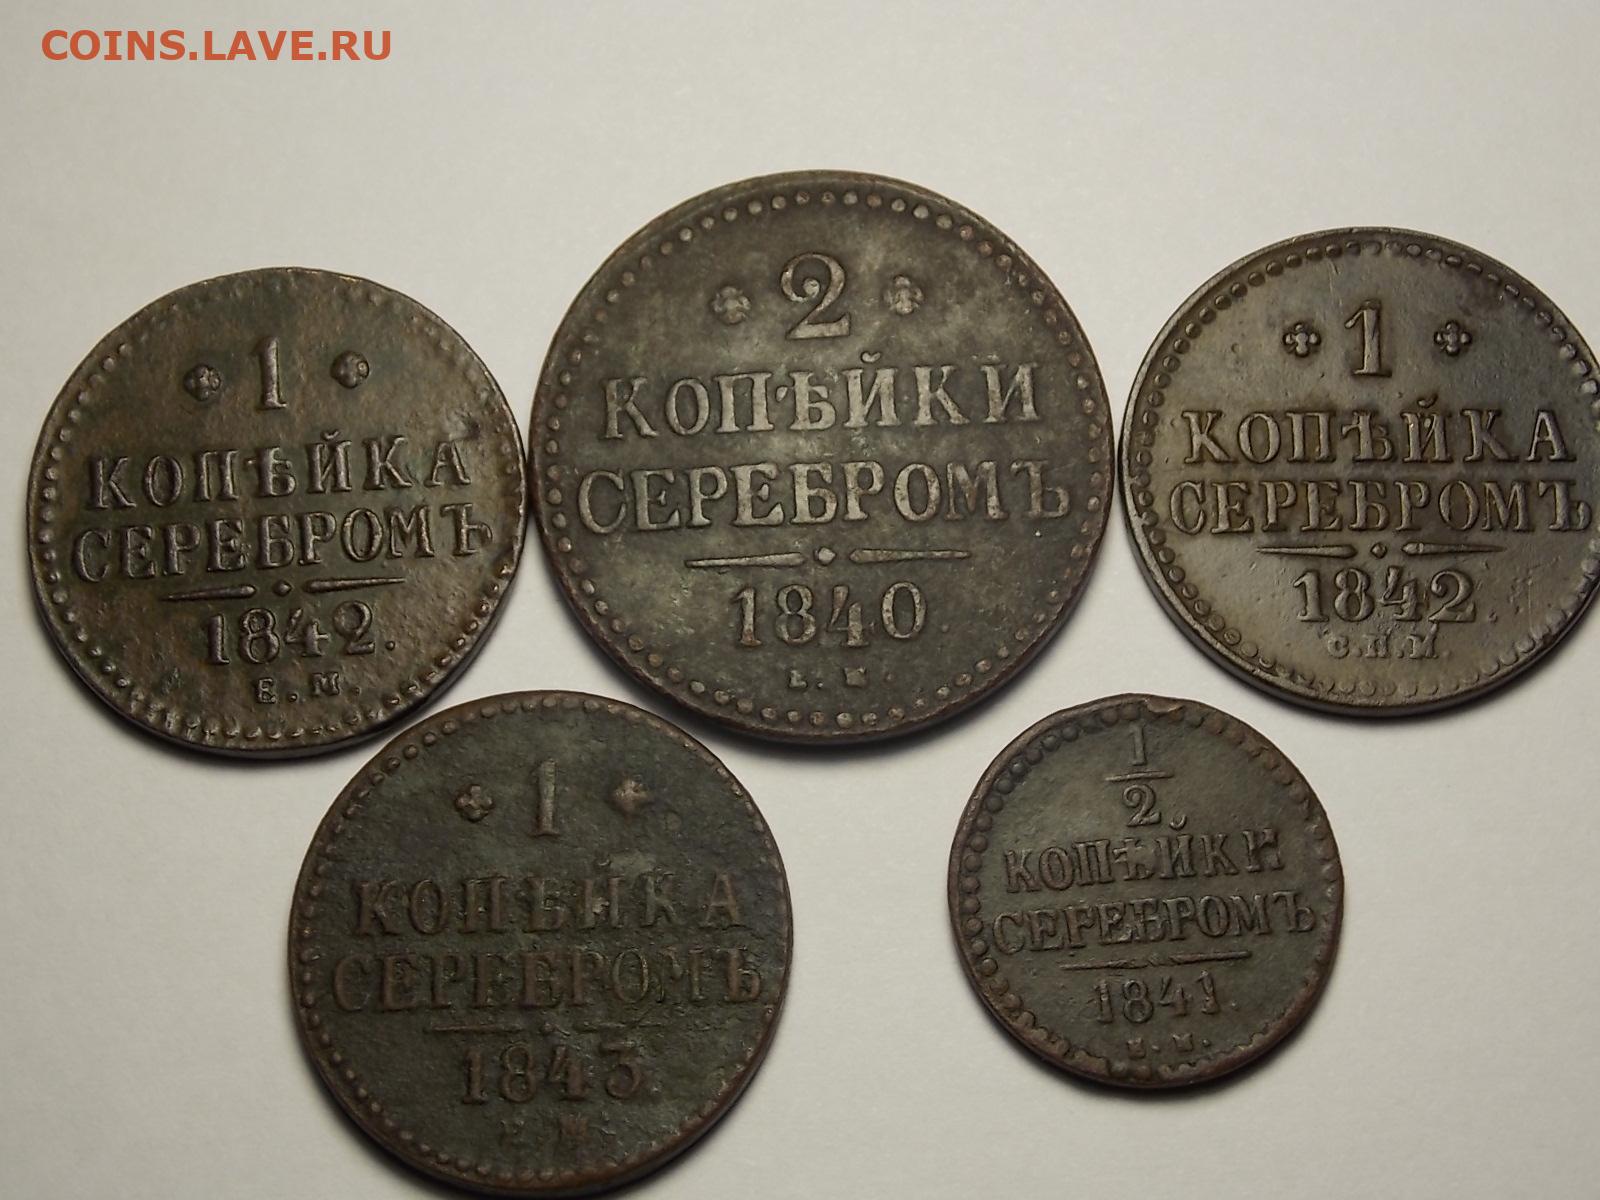 COINS.LAVE.RU
1
КОПѢЙКА
СЕРЕБРОМЪ
1842.
Е.М.
2
КОПѢЙКИ
СЕРЕБРОМЪ
1840.
Е.М.
1
КОПѢЙКА
СЕРЕБРОМЪ
1842.
С.П.М.
1
КОПѢЙКА
СЕРЕБРОМЪ
1843.
Е.М.
1
2
КОПѢЙКИ
СЕРЕБРОМЪ
1841.